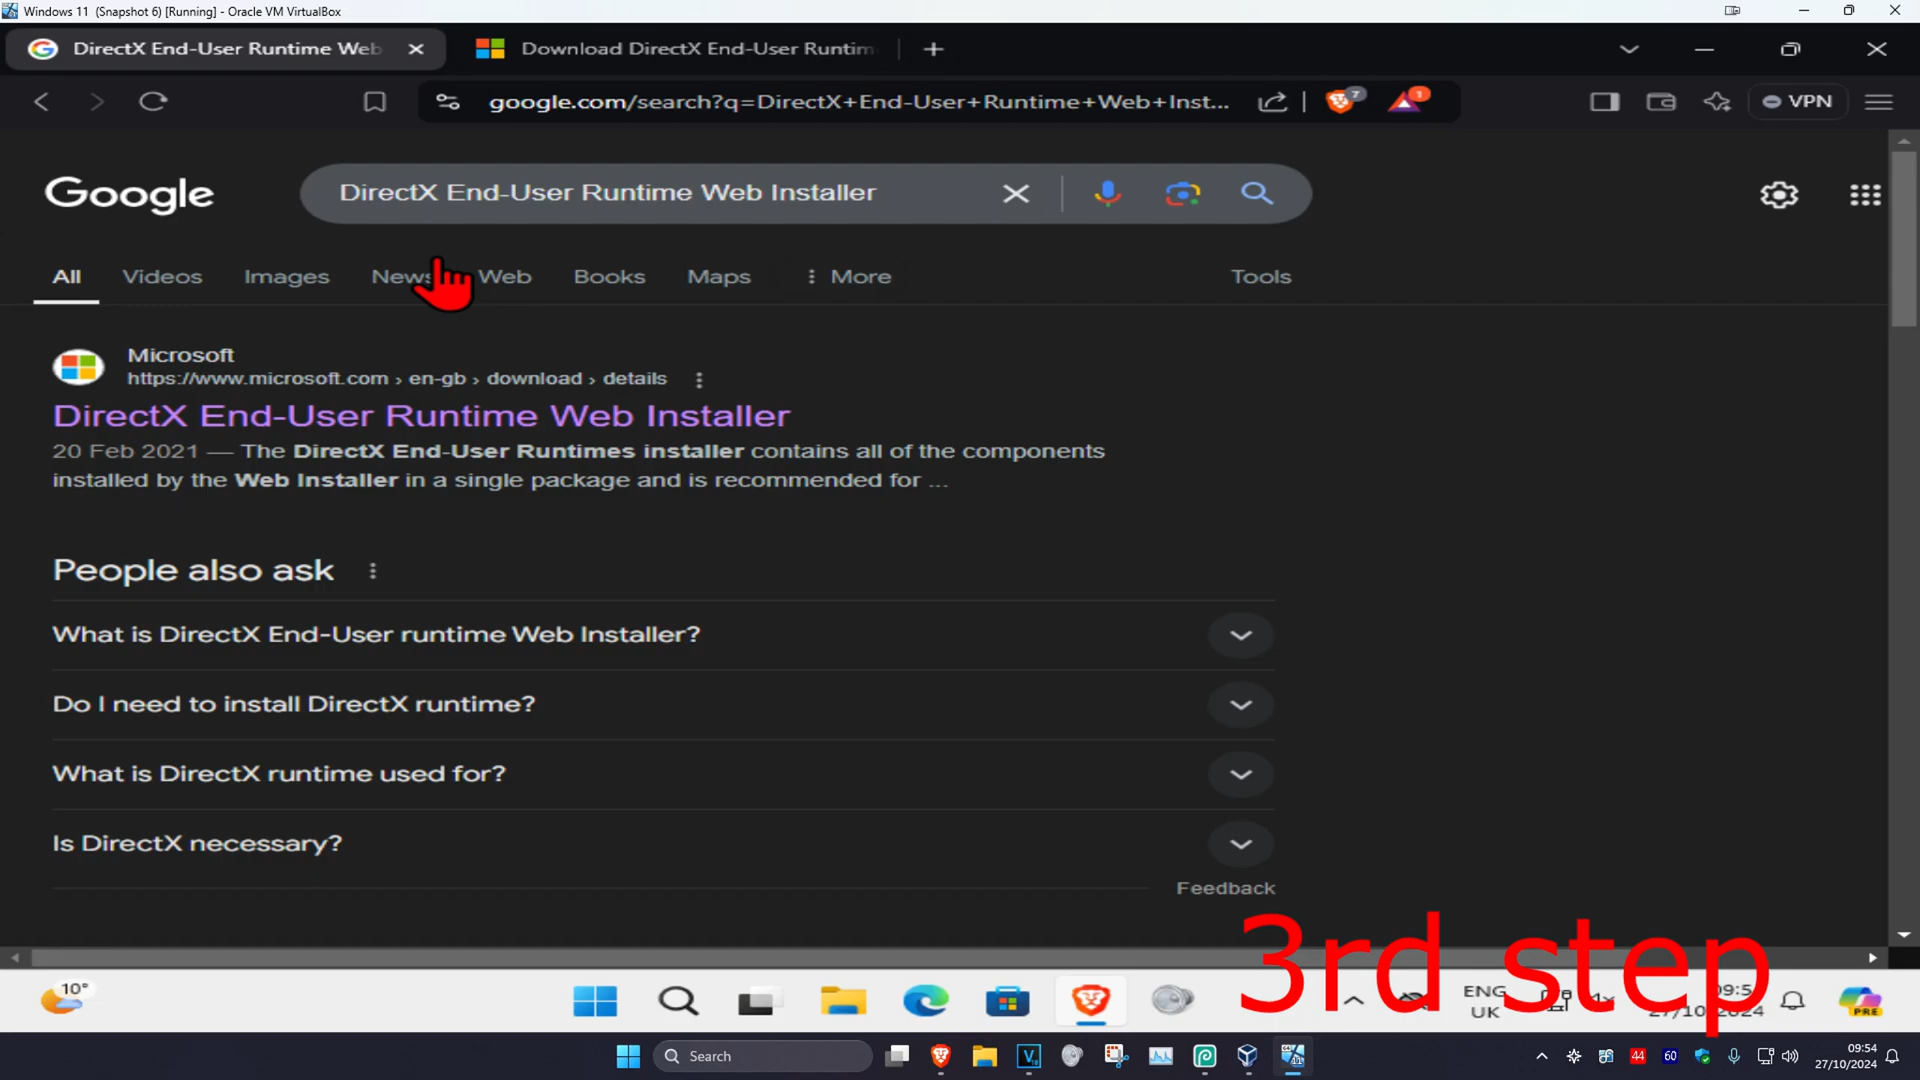 Windows 11 (Snapshot 6) [Running] - Oracle VM VirtualBox
DirectX End-User Runtime Web
Download DirectX End-User Runtim
google.com/search?q=DirectX+End-User+Runtime+Web+Inst...
7
1
VPN
Google
DirectX End-User Runtime Web Installer
All
Videos
Images
News
Web
Books
Maps
More
Tools
Microsoft
https://www.microsoft.com › en-gb › download › details
DirectX End-User Runtime Web Installer
20 Feb 2021 — The DirectX End-User Runtimes installer contains all of the components
installed by the Web Installer in a single package and is recommended for ...
People also ask
What is DirectX End-User runtime Web Installer?
Do I need to install DirectX runtime?
What is DirectX runtime used for?
Is DirectX necessary?
Feedback
3rd step
10°
ENG
UK
27/10/2024
PRE
Search
44
60
09:54
27/10/2024